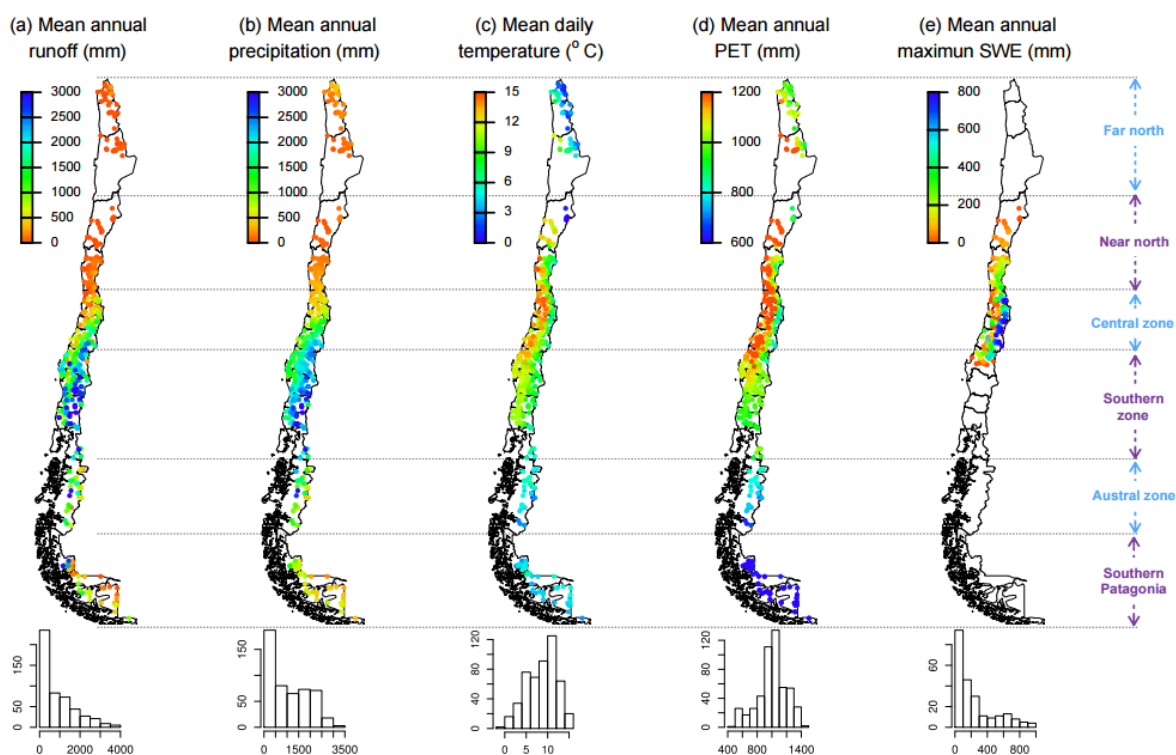 (a) Mean annual
runoff (mm)
(b) Mean annual
precipitation (mm)
(c) Mean daily
temperature (° C)
(d) Mean annual
PET (mm)
(e) Mean annual
maximun SWE (mm)
3000
2500
2000
1500
1000
500
0
3000
2500
2000
1500
1000
500
0
15
12
9
6
3
0
1200
1000
800
600
800
600
400
200
0
Far north
Near north
Central zone
Southern
zone
Austral zone
Southern
Patagonia
0 50 150
0 2000 4000
0 50 150
0 1500 3500
0 40 80 120
0 5 10
0 40 80 120
400 800 1400
0 40 80
0 400 1000